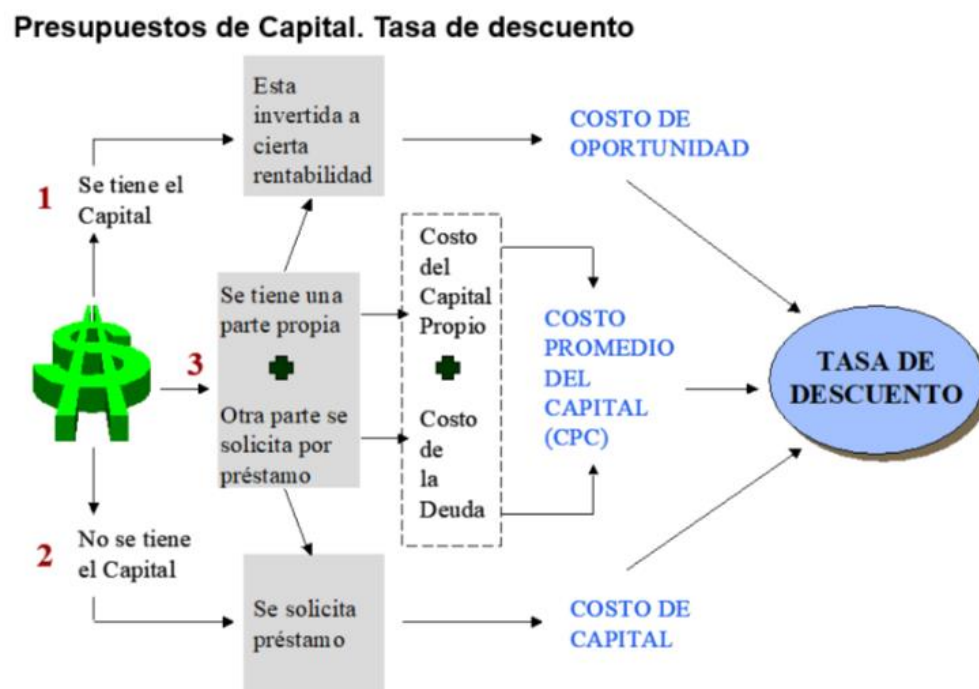 Presupuestos de Capital. Tasa de descuento
1
Se tiene el
Capital
Esta
invertida a
cierta
rentabilidad
COSTO DE
OPORTUNIDAD
3
Se tiene una
parte propia
Otra parte se
solicita por
préstamo
Costo
del
Capital
Propio
Costo
de
la
Deuda
COSTO
PROMEDIO
DEL
CAPITAL
(CPC)
TASA DE
DESCUENTO
2
No se tiene
el Capital
Se solicita
préstamo
COSTO DE
CAPITAL